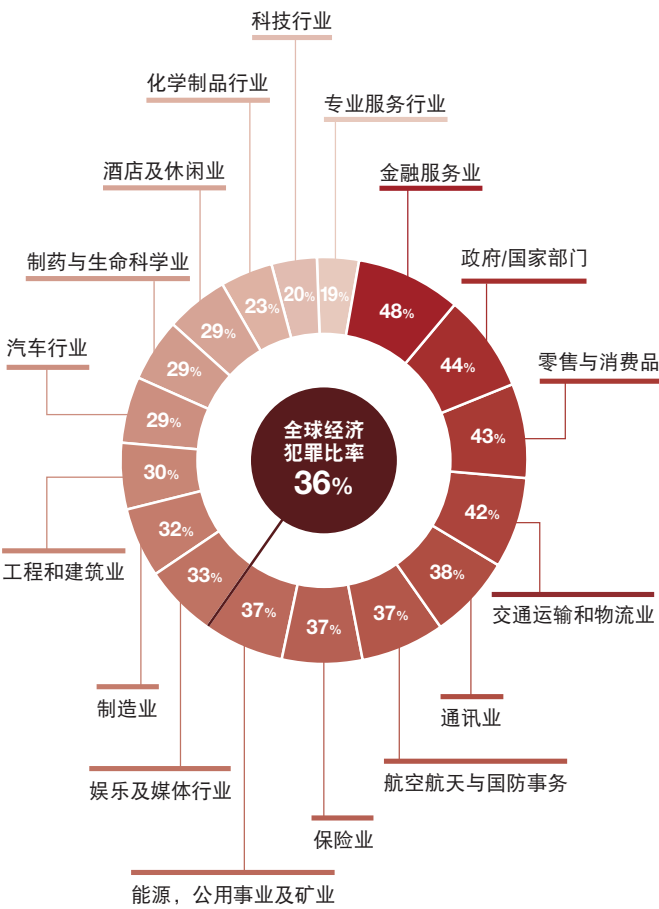 科技行业
化学制品行业
专业服务行业
酒店及休闲业
金融服务业
制药与生命科学业
政府/国家部门
汽车行业
零售与消费品
工程和建筑业
交通运输和物流业
制造业
通讯业
娱乐及媒体行业
航空航天与国防事务
保险业
能源，公用事业及矿业
48%
44%
43%
42%
38%
37%
37%
37%
33%
32%
30%
29%
29%
29%
23%
20%
19%
全球经济
犯罪比率
36%